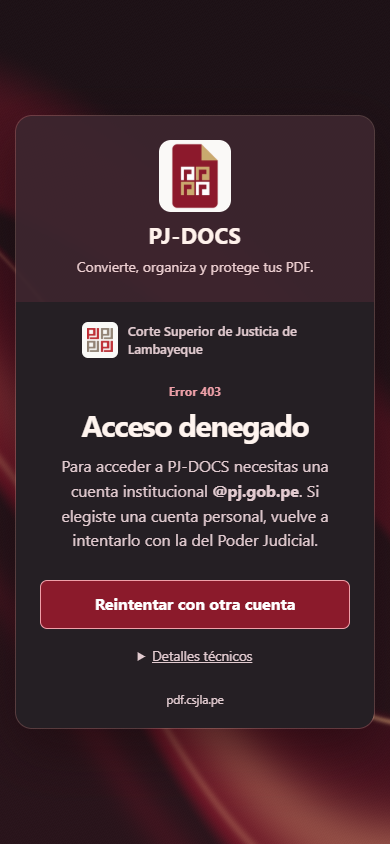 PJ-DOCS
Convierte, organiza y protege tus PDF.
Corte Superior de Justicia de
Lambayeque
Error 403
Acceso denegado
Para acceder a PJ-DOCS necesitas una
cuenta institucional @pj.gob.pe. Si
elegiste una cuenta personal, vuelve a
intentarlo con la del Poder Judicial.
Reintentar con otra cuenta
▶ Detalles técnicos
pdf.csjla.pe